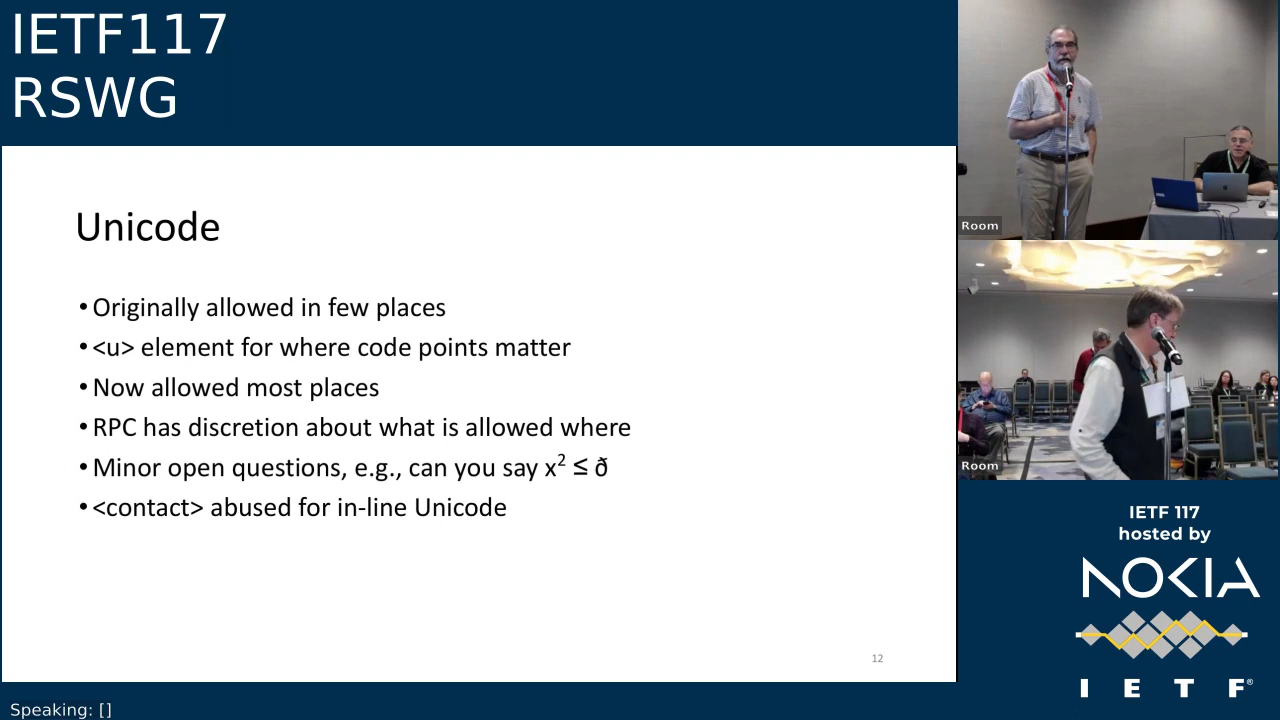 IETF117
RSWG
Unicode
• Originally allowed in few places
• <u> element for where code points matter
• Now allowed most places
• RPC has discretion about what is allowed where
• Minor open questions, e.g., can you say x² ≤ ð
• <contact> abused for in-line Unicode
12
Room
Room
IETF 117
hosted by
NOKIA
I E T F®
Speaking: []